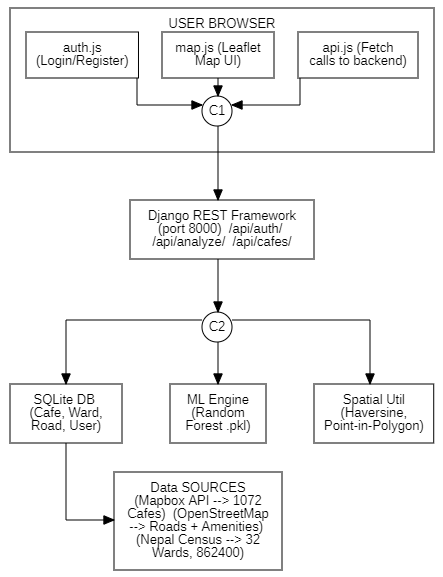 USER BROWSER
auth.js
(Login/Register)
map.js (Leaflet
Map UI)
api.js (Fetch
calls to backend)
C1
Django REST Framework
(port 8000)  /api/auth/
/api/analyze/  /api/cafes/
C2
SQLite DB
(Cafe, Ward,
Road, User)
ML Engine
(Random
Forest .pkl)
Spatial Util
(Haversine,
Point-in-Polygon)
Data SOURCES
(Mapbox API --> 1072
Cafes)  (OpenStreetMap
--> Roads + Amenities)
(Nepal Census --> 32
Wards, 862400)